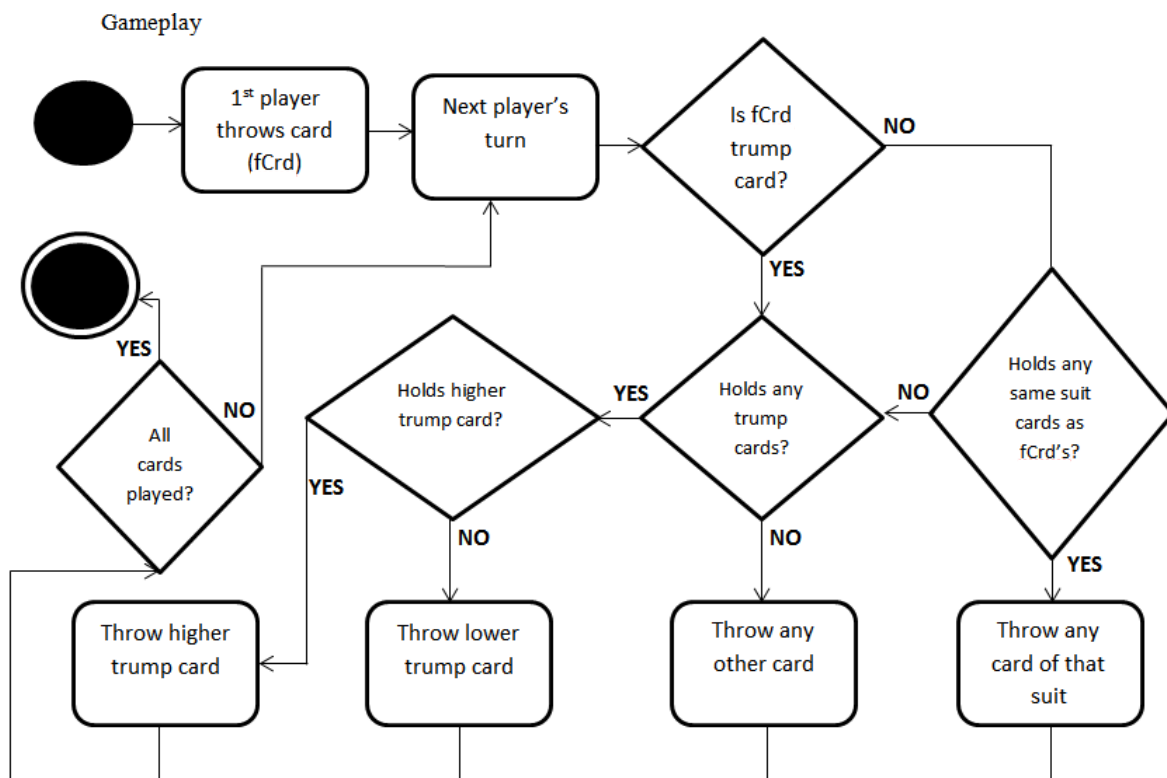 Gameplay
1st player
throws card
(fCrd)
Next player’s
turn
Is fCrd
trump
card?
NO
YES
Holds any
same suit
cards as
fCrd’s?
NO
YES
Holds any
trump
cards?
YES
NO
Holds higher
trump card?
YES
NO
All
cards
played?
YES
NO
Throw higher
trump card
Throw lower
trump card
Throw any
other card
Throw any
card of that
suit